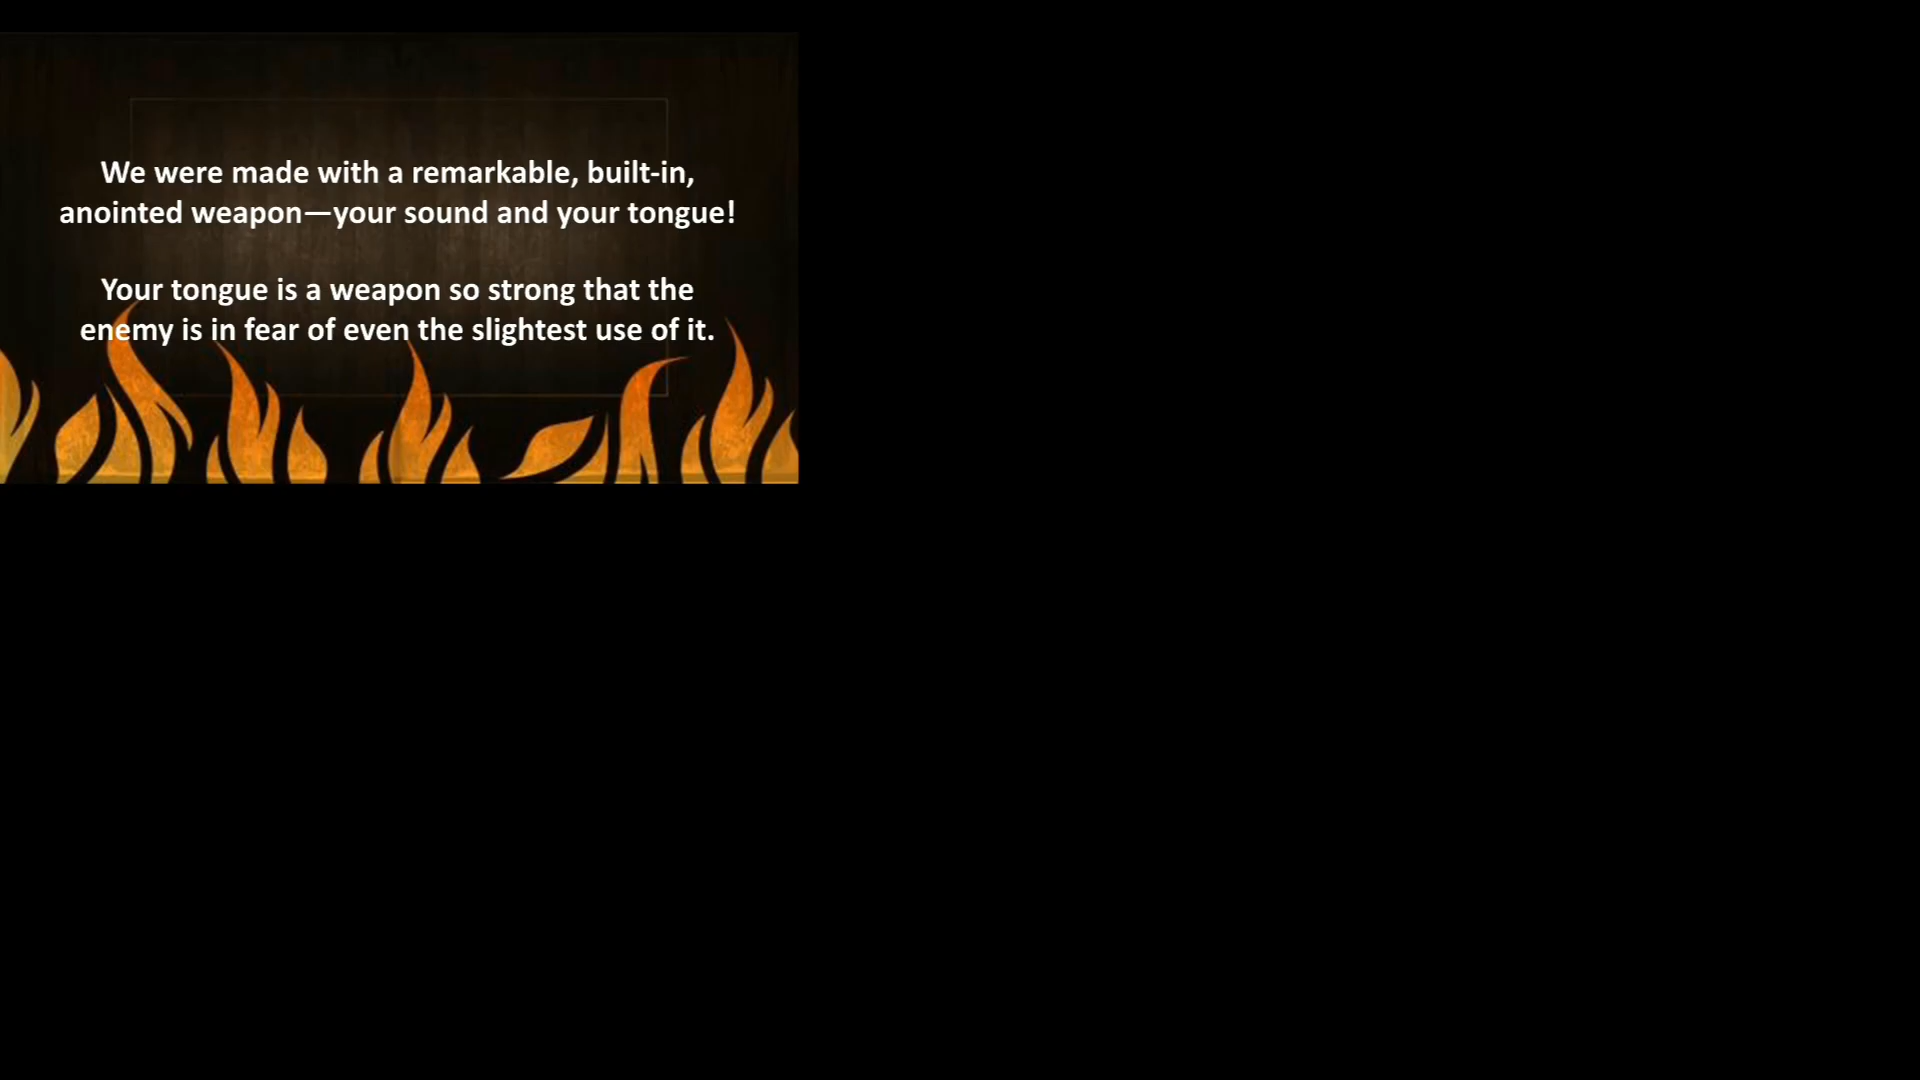 We were made with a remarkable, built-in,
anointed weapon—your sound and your tongue!
Your tongue is a weapon so strong that the
enemy is in fear of even the slightest use of it.